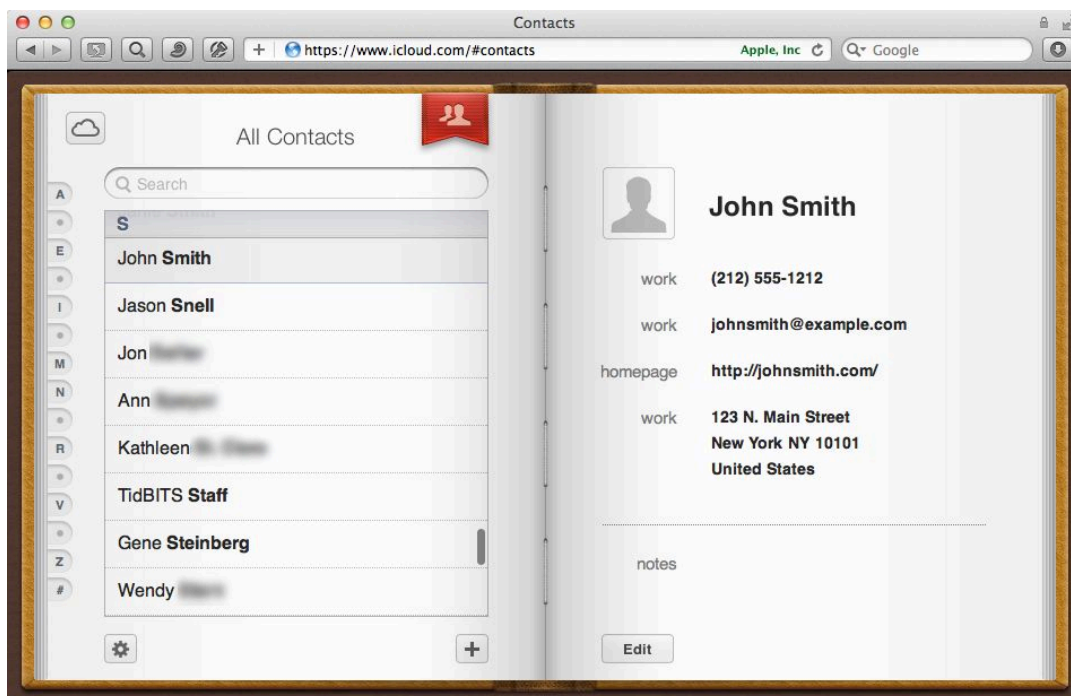 Contacts
https://www.icloud.com/#contacts
Apple, Inc
Google
All Contacts
Search
A
E
I
M
N
R
V
Z
#
S
John Smith
Jason Snell
Jon
Ann
Kathleen
TidBITS Staff
Gene Steinberg
Wendy
John Smith
work (212) 555-1212
work johnsmith@example.com
homepage http://johnsmith.com/
work 123 N. Main Street
New York NY 10101
United States
notes
Edit